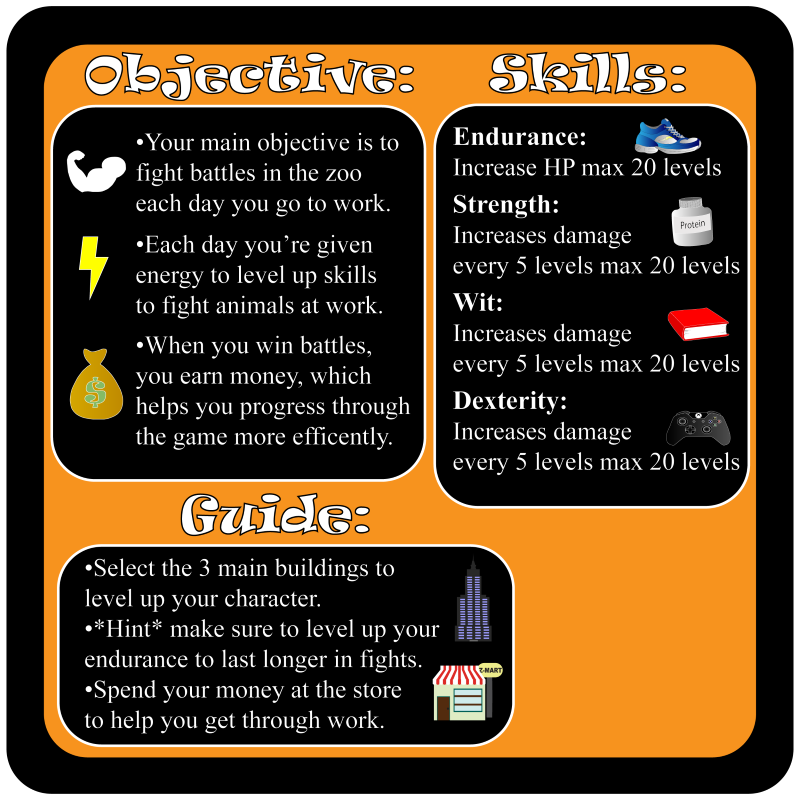 Objective:
•Your main objective is to
fight battles in the zoo
each day you go to work.
•Each day you're given
energy to level up skills
to fight animals at work.
•When you win battles,
you earn money, which
helps you progress through
the game more efficently.
$
Skills:
Endurance:
Increase HP max 20 levels
Strength:
Increases damage
every 5 levels max 20 levels
Protein
Wit:
Increases damage
every 5 levels max 20 levels
Dexterity:
Increases damage
every 5 levels max 20 levels
Guide:
•Select the 3 main buildings to
level up your character.
•*Hint* make sure to level up your
endurance to last longer in fights.
•Spend your money at the store
to help you get through work.
Z-MART